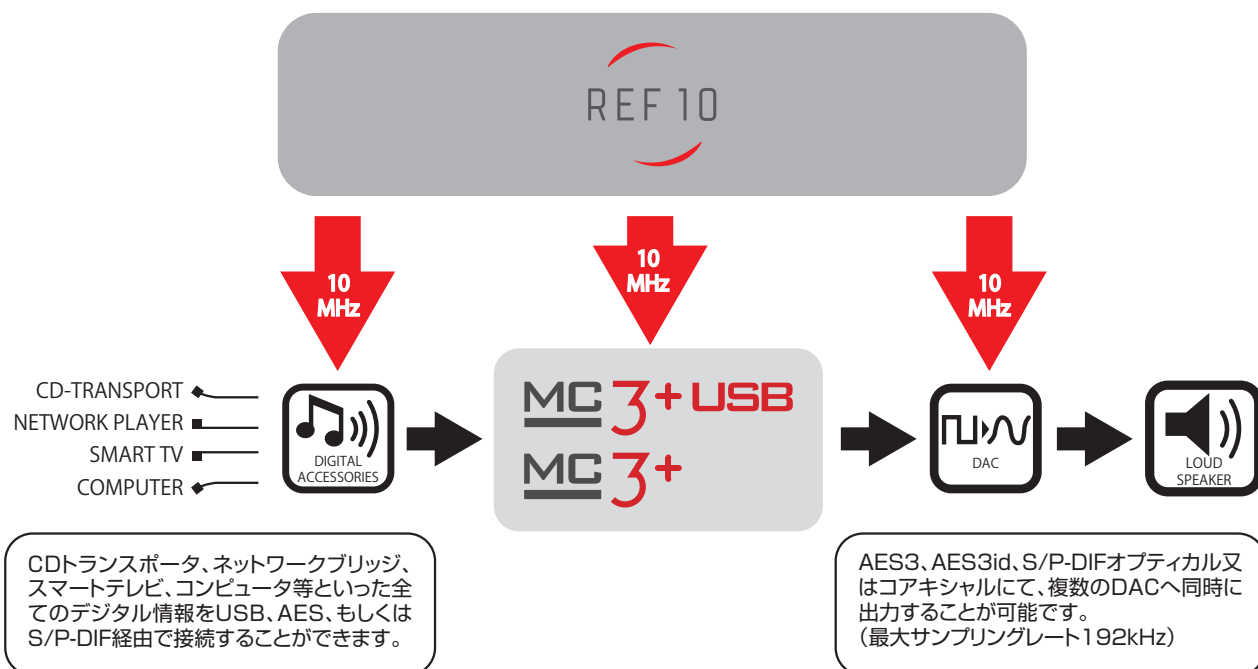 REF 10
10
MHz
10
MHz
10
MHz
CD-TRANSPORT
NETWORK PLAYER
SMART TV
COMPUTER
DIGITAL
ACCESSORIES
MC3+USB
MC3+
DAC
LOUD
SPEAKER
CDトランスポータ、ネットワークブリッジ、
スマートテレビ、コンピュータ等といった全
てのデジタル情報をUSB、AES、もしくは
S/P-DIF経由で接続することができます。
AES3、AES3id、S/P-DIFオプティカル又
はコアキシャルにて、複数のDACへ同時に
出力することが可能です。
（最大サンプリングレート192kHz）